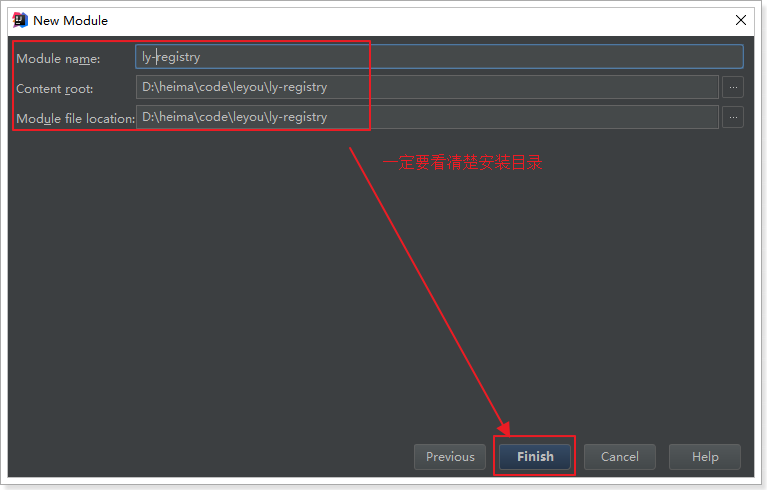 New Module
Module name: ly-registry
Content root: D:\heima\code\leyou\ly-registry ...
Module file location: D:\heima\code\leyou\ly-registry ...
一定要看清楚安装目录
Previous Finish Cancel Help